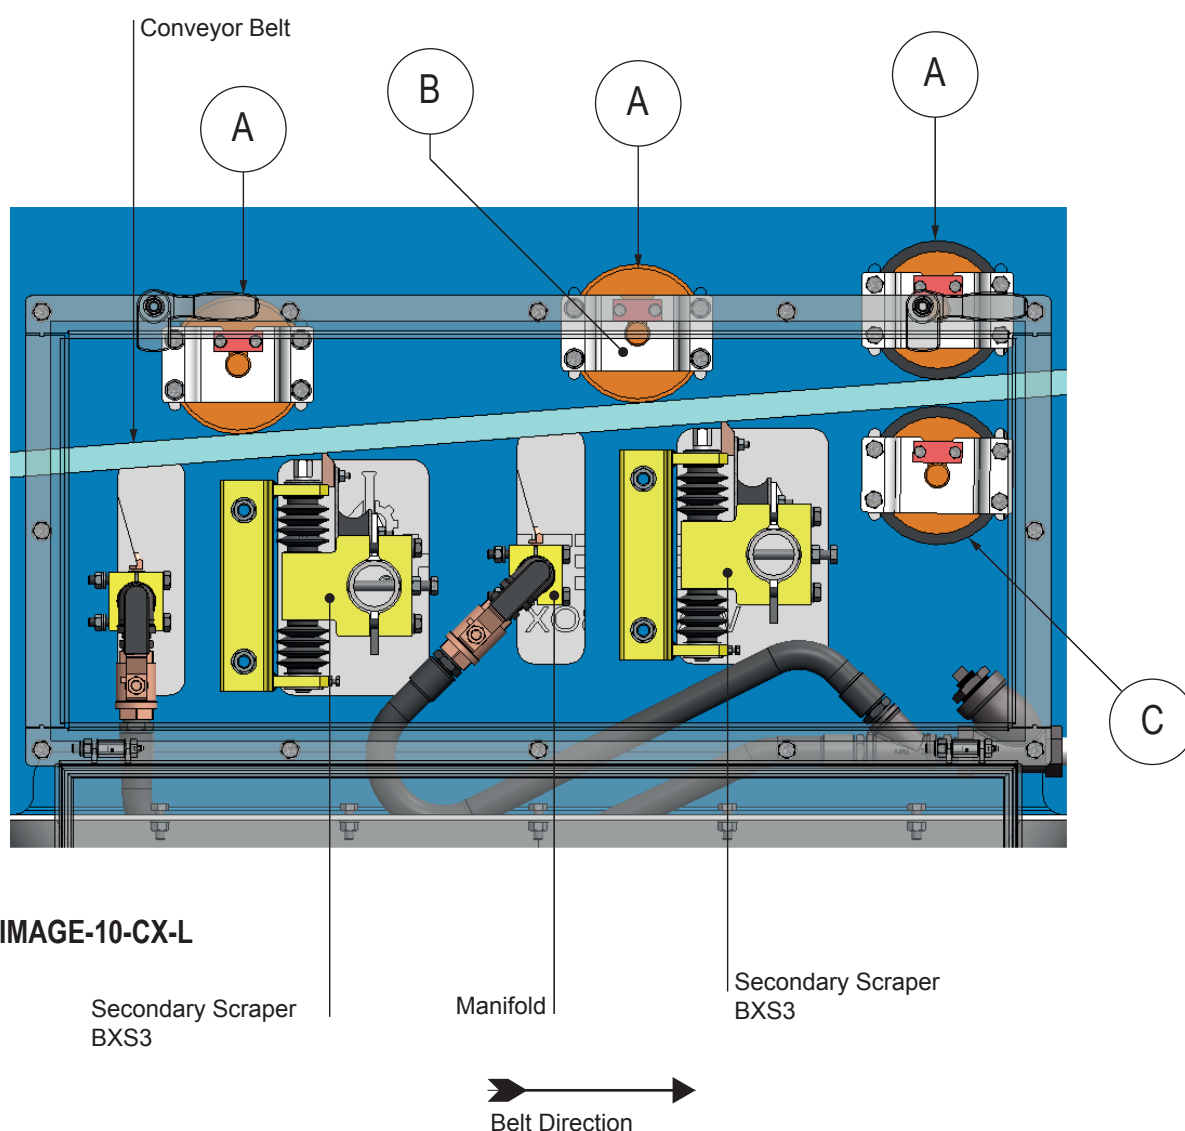 Conveyor Belt
A
B
A
A
C
IMAGE-10-CX-L
Secondary Scraper
BXS3
Manifold
Secondary Scraper
BXS3
Belt Direction